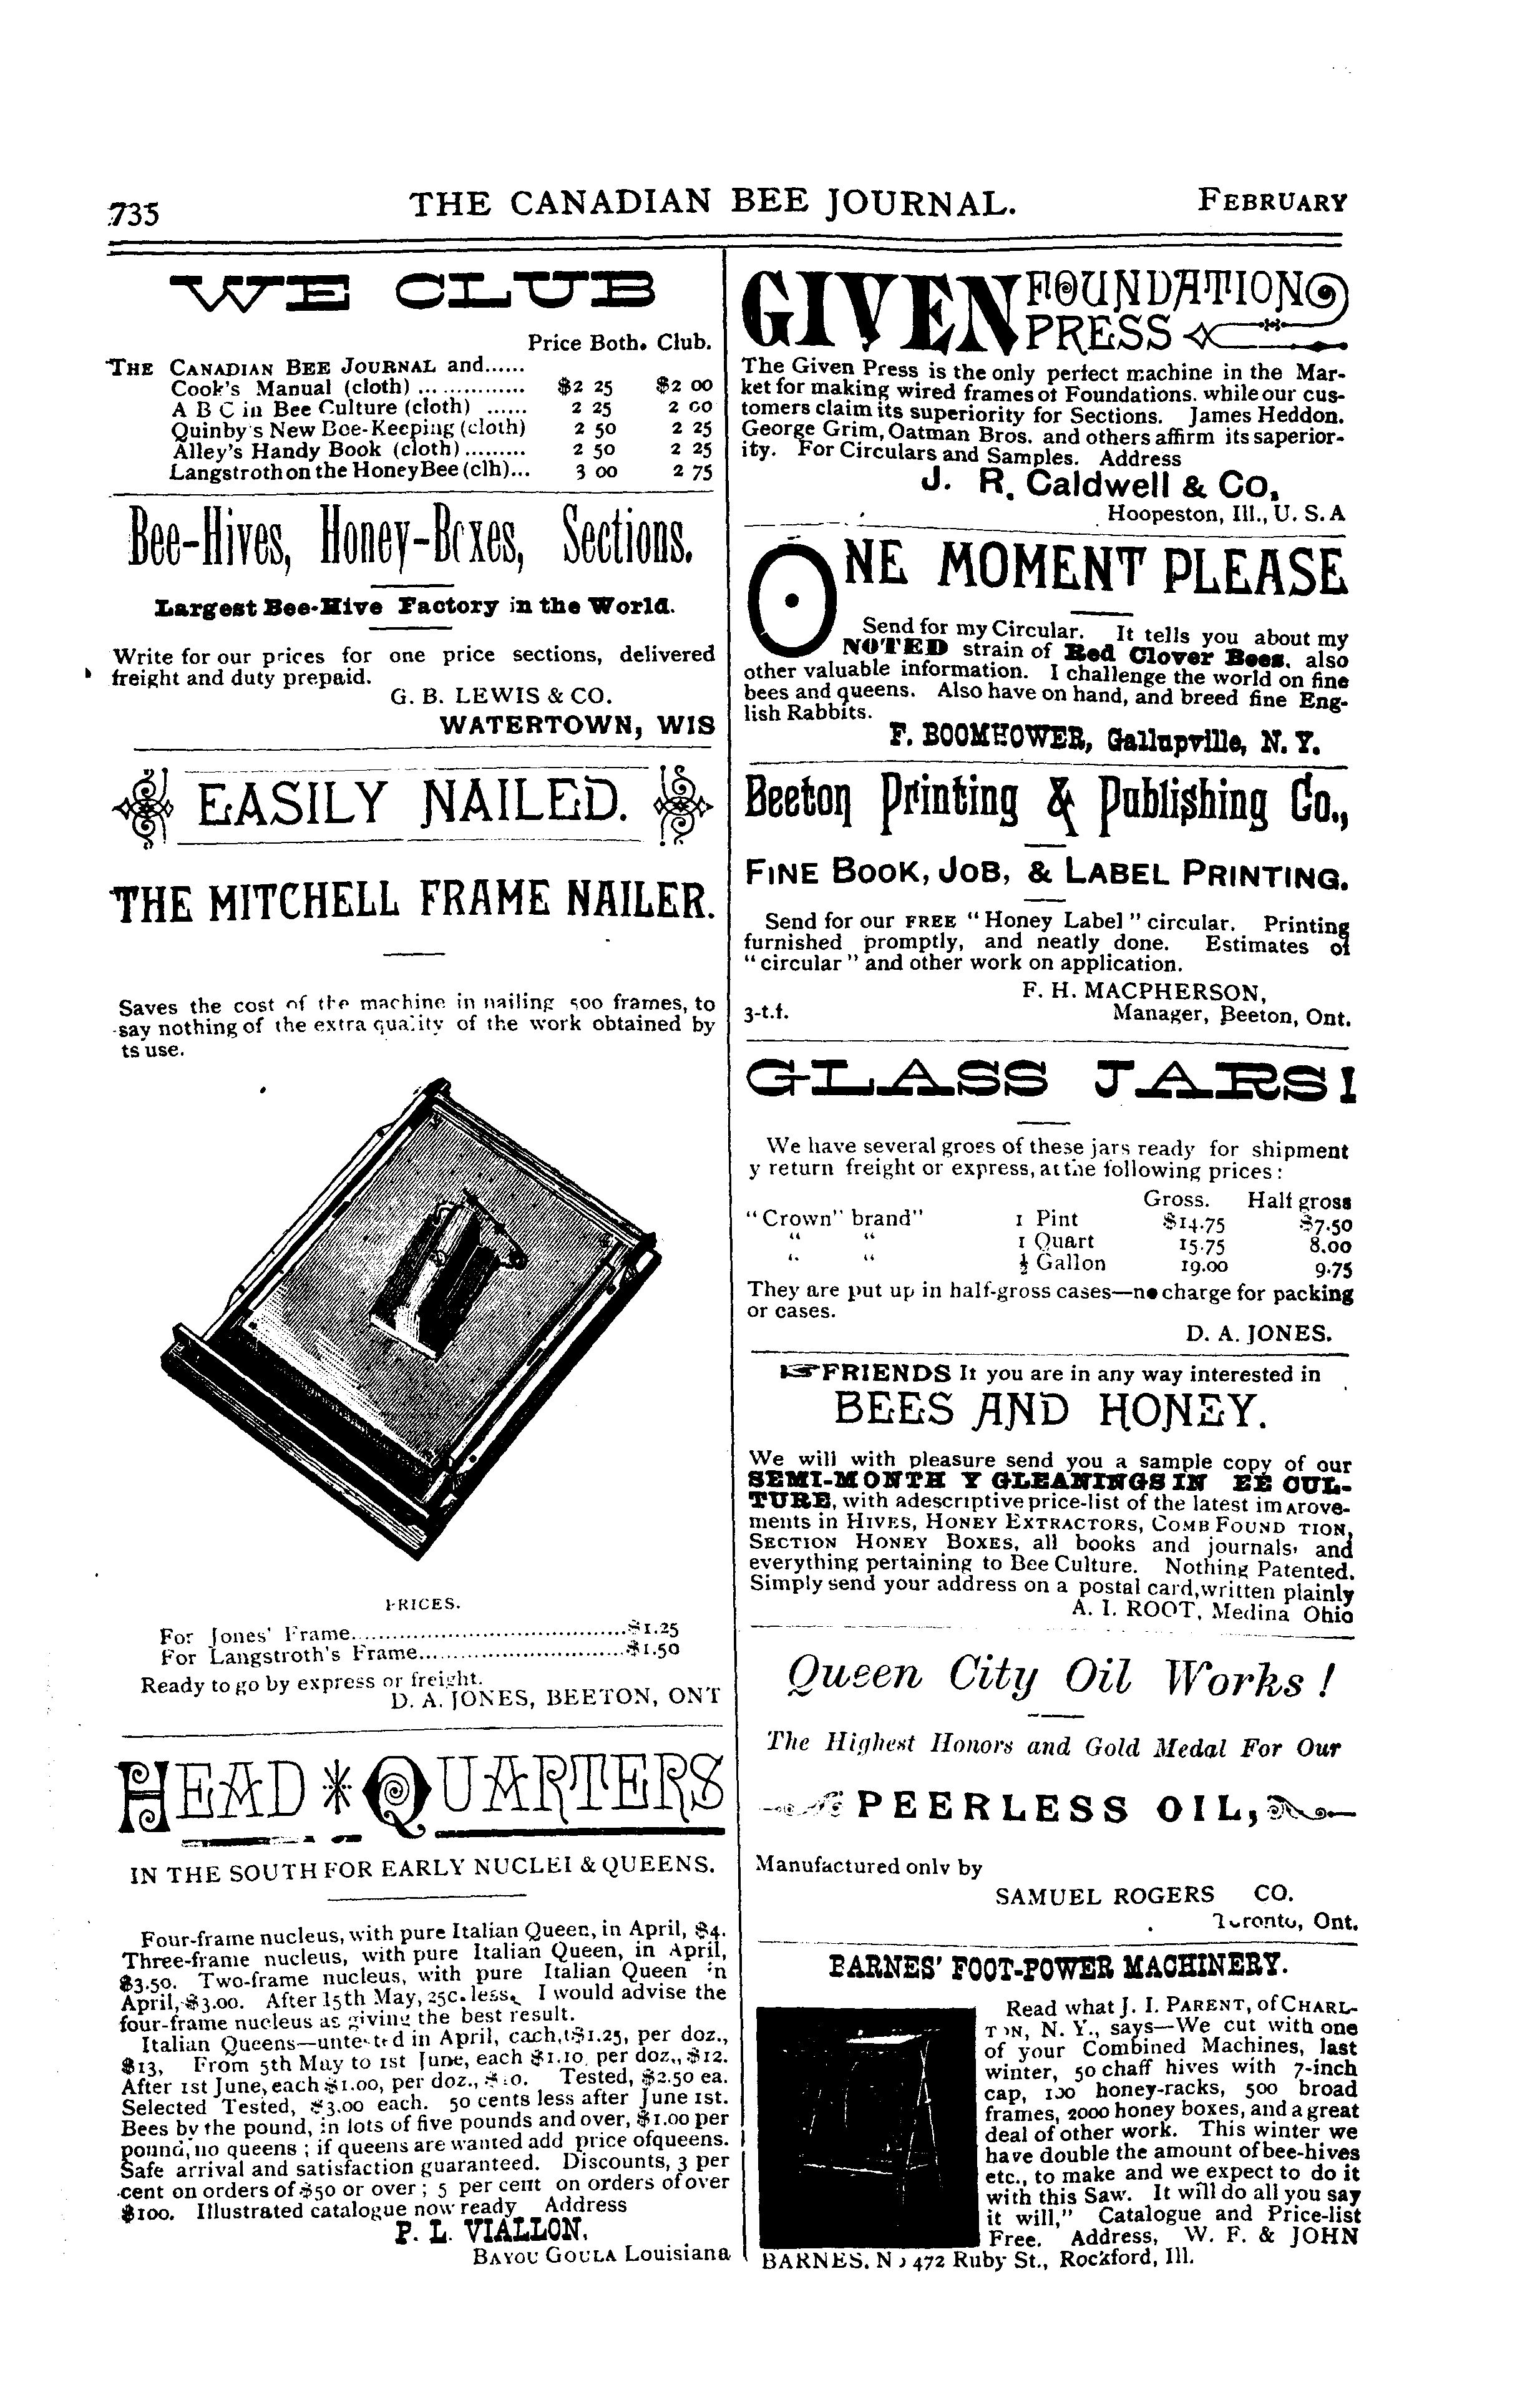 735 THE CANADIAN BEE JOURNAL. FEBRUARY
WE CLUB
Price Both. Club.
THE CANADIAN BEE JOURNAL and......
Cook's Manual (cloth) ............... $2 25 $2 00
A B C in Bee Culture (cloth) ...... 2 25 2 00
Quinby's New Bee-Keeping (cloth) 2 50 2 25
Alley's Handy Book (cloth)......... 2 50 2 25
Langstroth on the Honey Bee (clh)... 3 00 2 75
Bee-Hives, Honey-Boxes, Sections.
Largest Bee-Hive Factory in the World.
Write for our prices for one price sections, delivered
freight and duty prepaid.
G. B. LEWIS & CO.
WATERTOWN, WIS
EASILY NAILED.
THE MITCHELL FRAME NAILER.
Saves the cost of the machine in nailing 500 frames, to
say nothing of the extra quality of the work obtained by
ts use.
PRICES.
For Jones' Frame........................................$1.25
For Langstroth's Frame..............................$1.50
Ready to go by express or freight.
D. A. JONES, BEETON, ONT
HEAD * QUARTERS
IN THE SOUTH FOR EARLY NUCLEI & QUEENS.
Four-frame nucleus, with pure Italian Queen, in April, $4.
Three-frame nucleus, with pure Italian Queen, in April,
$3.50. Two-frame nucleus, with pure Italian Queen in
April, $3.00. After 15th May, 25c. less. I would advise the
four-frame nucleus as giving the best result.
Italian Queens—untested in April, each, $1.25, per doz.,
$13, From 5th May to 1st June, each $1.10, per doz., $12.
After 1st June, each $1.00, per doz., $10. Tested, $2.50 ea.
Selected Tested, $3.00 each. 50 cents less after June 1st.
Bees by the pound, in lots of five pounds and over, $1.00 per
pound, no queens ; if queens are wanted add price of queens.
Safe arrival and satisfaction guaranteed. Discounts, 3 per
cent on orders of $50 or over ; 5 per cent on orders of over
$100. Illustrated catalogue now ready Address
P. L. VIALLON,
BAYOU GOULA Louisiana
GIVEN FOUNDATION
PRESS
The Given Press is the only perfect machine in the Mar-
ket for making wired frames of Foundations. while our cus-
tomers claim its superiority for Sections. James Heddon.
George Grim, Oatman Bros. and others affirm its saperior-
ity. For Circulars and Samples. Address
J. R. Caldwell & Co,
Hoopeston, Ill., U. S. A
ONE MOMENT PLEASE
Send for my Circular. It tells you about my
NOTED strain of Red Clover Bees, also
other valuable information. I challenge the world on fine
bees and queens. Also have on hand, and breed fine Eng-
lish Rabbits.
F. BOOMHOWER, Gallupville, N. Y.
Beeton Printing & Publishing Co.,
FINE BOOK, JOB, & LABEL PRINTING.
Send for our FREE "Honey Label" circular. Printing
furnished promptly, and neatly done. Estimates of
"circular" and other work on application.
F. H. MACPHERSON,
3-t.f. Manager, Beeton, Ont.
GLASS JARS!
We have several gross of these jars ready for shipment
y return freight or express, at the following prices :
Gross. Half gross
"Crown" brand" 1 Pint $14.75 $7.50
" " 1 Quart 15.75 8.00
" " ½ Gallon 19.00 9.75
They are put up in half-gross cases—no charge for packing
or cases.
D. A. JONES.
☞FRIENDS If you are in any way interested in
BEES AND HONEY.
We will with pleasure send you a sample copy of our
SEMI-MONTH Y GLEANINGS IN EE CUL-
TURE, with a descriptive price-list of the latest im Arove-
ments in HIVES, HONEY EXTRACTORS, COMB FOUND TION,
SECTION HONEY BOXES, all books and journals, and
everything pertaining to Bee Culture. Nothing Patented.
Simply send your address on a postal card, written plainly
A. I. ROOT, Medina Ohio
Queen City Oil Works !
The Highest Honors and Gold Medal For Our
PEERLESS OIL,
Manufactured only by
SAMUEL ROGERS CO.
Toronto, Ont.
BARNES' FOOT-POWER MACHINERY.
Read what J. I. PARENT, of CHARL-
TON, N. Y., says—We cut with one
of your Combined Machines, last
winter, 50 chaff hives with 7-inch
cap, 100 honey-racks, 500 broad
frames, 2000 honey boxes, and a great
deal of other work. This winter we
have double the amount of bee-hives
etc., to make and we expect to do it
with this Saw. It will do all you say
it will," Catalogue and Price-list
Free. Address, W. F. & JOHN
BARNES. No 472 Ruby St., Rockford, Ill.